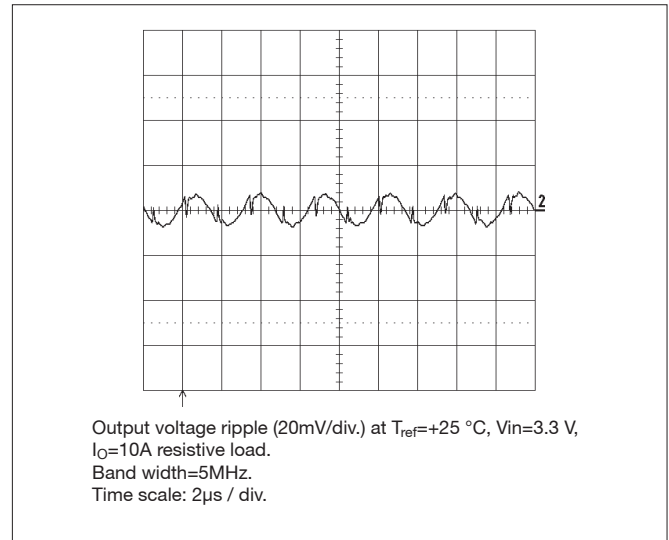 2
Output voltage ripple (20mV/div.) at Tref=+25 °C, Vin=3.3 V,
IO=10A resistive load.
Band width=5MHz.
Time scale: 2µs / div.